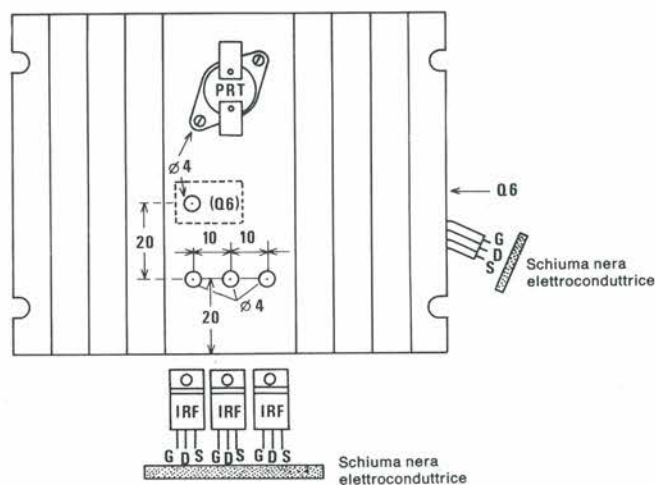 PRT
Ø 4
(Q6)
Q6
20
10 10
G
D
S
Schiuma nera
elettroconduttrice
Ø 4
20
IRF IRF IRF
G D S G D S G D S
Schiuma nera
elettroconduttrice